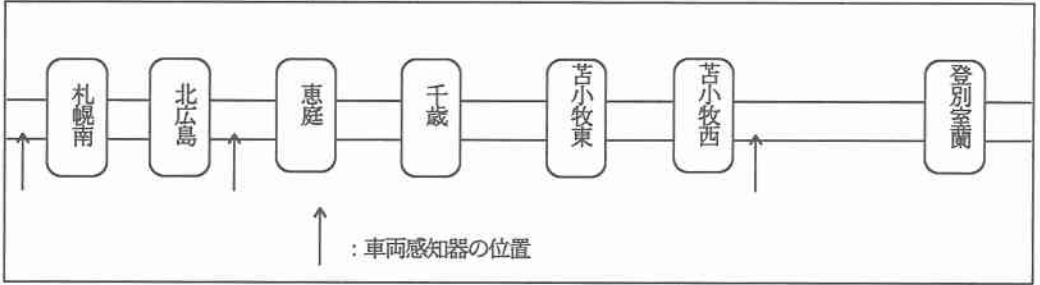 札幌南
北広島
恵庭
千歳
苫小牧東
苫小牧西
登別室蘭
：車両感知器の位置